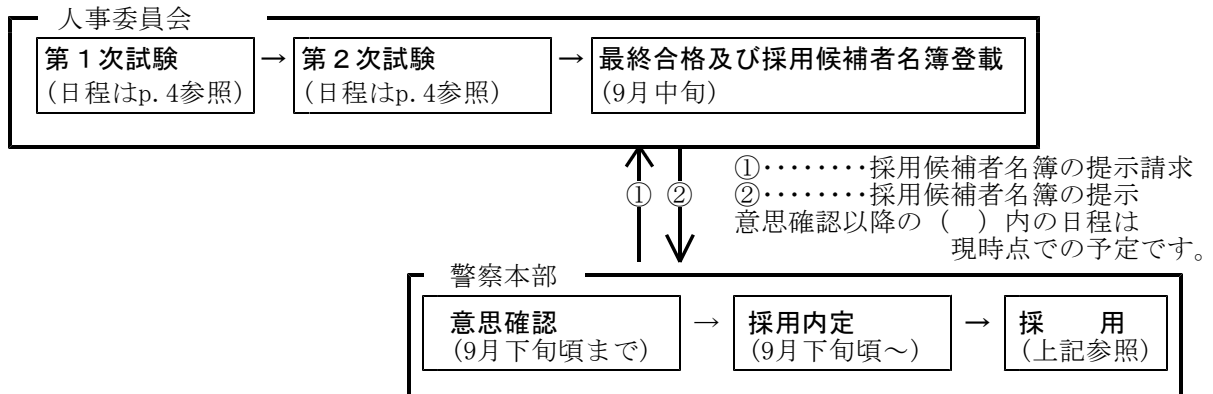 人事委員会
第１次試験 → 第２次試験 → 最終合格及び採用候補者名簿登載
(日程はp.4参照) (日程はp.4参照) (9月中旬)
①････････採用候補者名簿の提示請求
① ② ②････････採用候補者名簿の提示
意思確認以降の（　）内の日程は
現時点での予定です。
警察本部
意思確認 → 採用内定 → 採　用
(9月下旬頃まで) (9月下旬頃～) (上記参照)